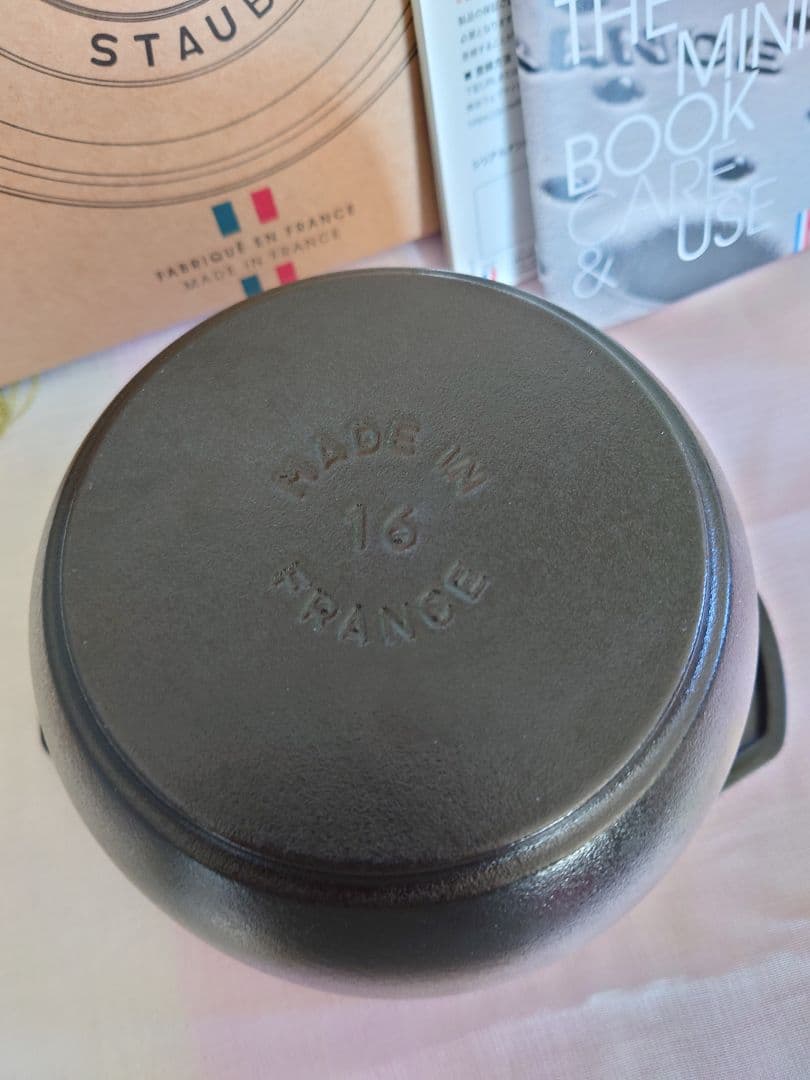 STAUB
FABRIQUÉ EN FRANCE
MADE IN FRANCE
THE
MINI
BOOK
CARE
& USE
MADE IN
16
FRANCE